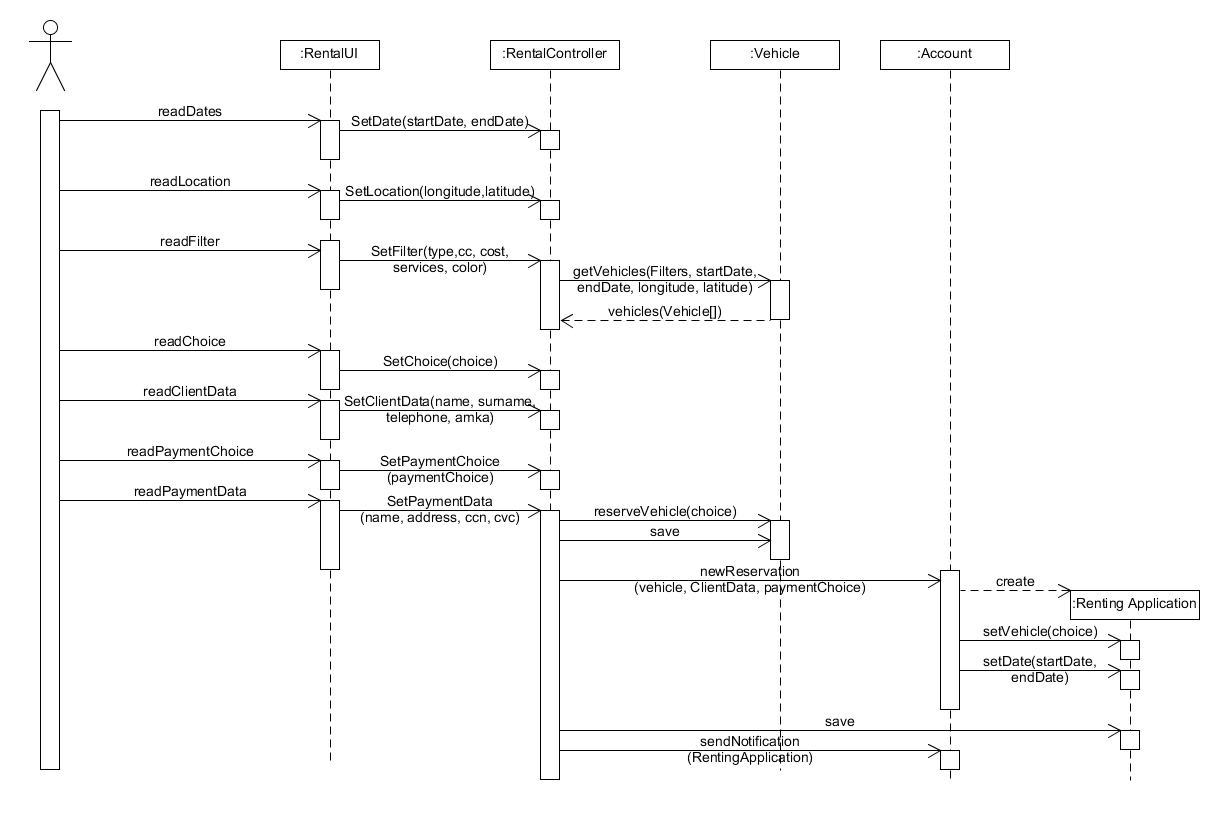 :RentalUI
:RentalController
:Vehicle
:Account
readDates
SetDate(startDate, endDate)
readLocation
SetLocation(longitude,latitude)
readFilter
SetFilter(type,cc, cost,
services, color)
getVehicles(Filters, startDate,
endDate, longitude, latitude)
vehicles(Vehicle[])
readChoice
SetChoice(choice)
readClientData
SetClientData(name, surname,
telephone, amka)
readPaymentChoice
SetPaymentChoice
(paymentChoice)
readPaymentData
SetPaymentData
(name, address, ccn, cvc)
reserveVehicle(choice)
save
newReservation
(vehicle, ClientData, paymentChoice)
create
:Renting Application
setVehicle(choice)
setDate(startDate,
endDate)
save
sendNotification
(RentingApplication)